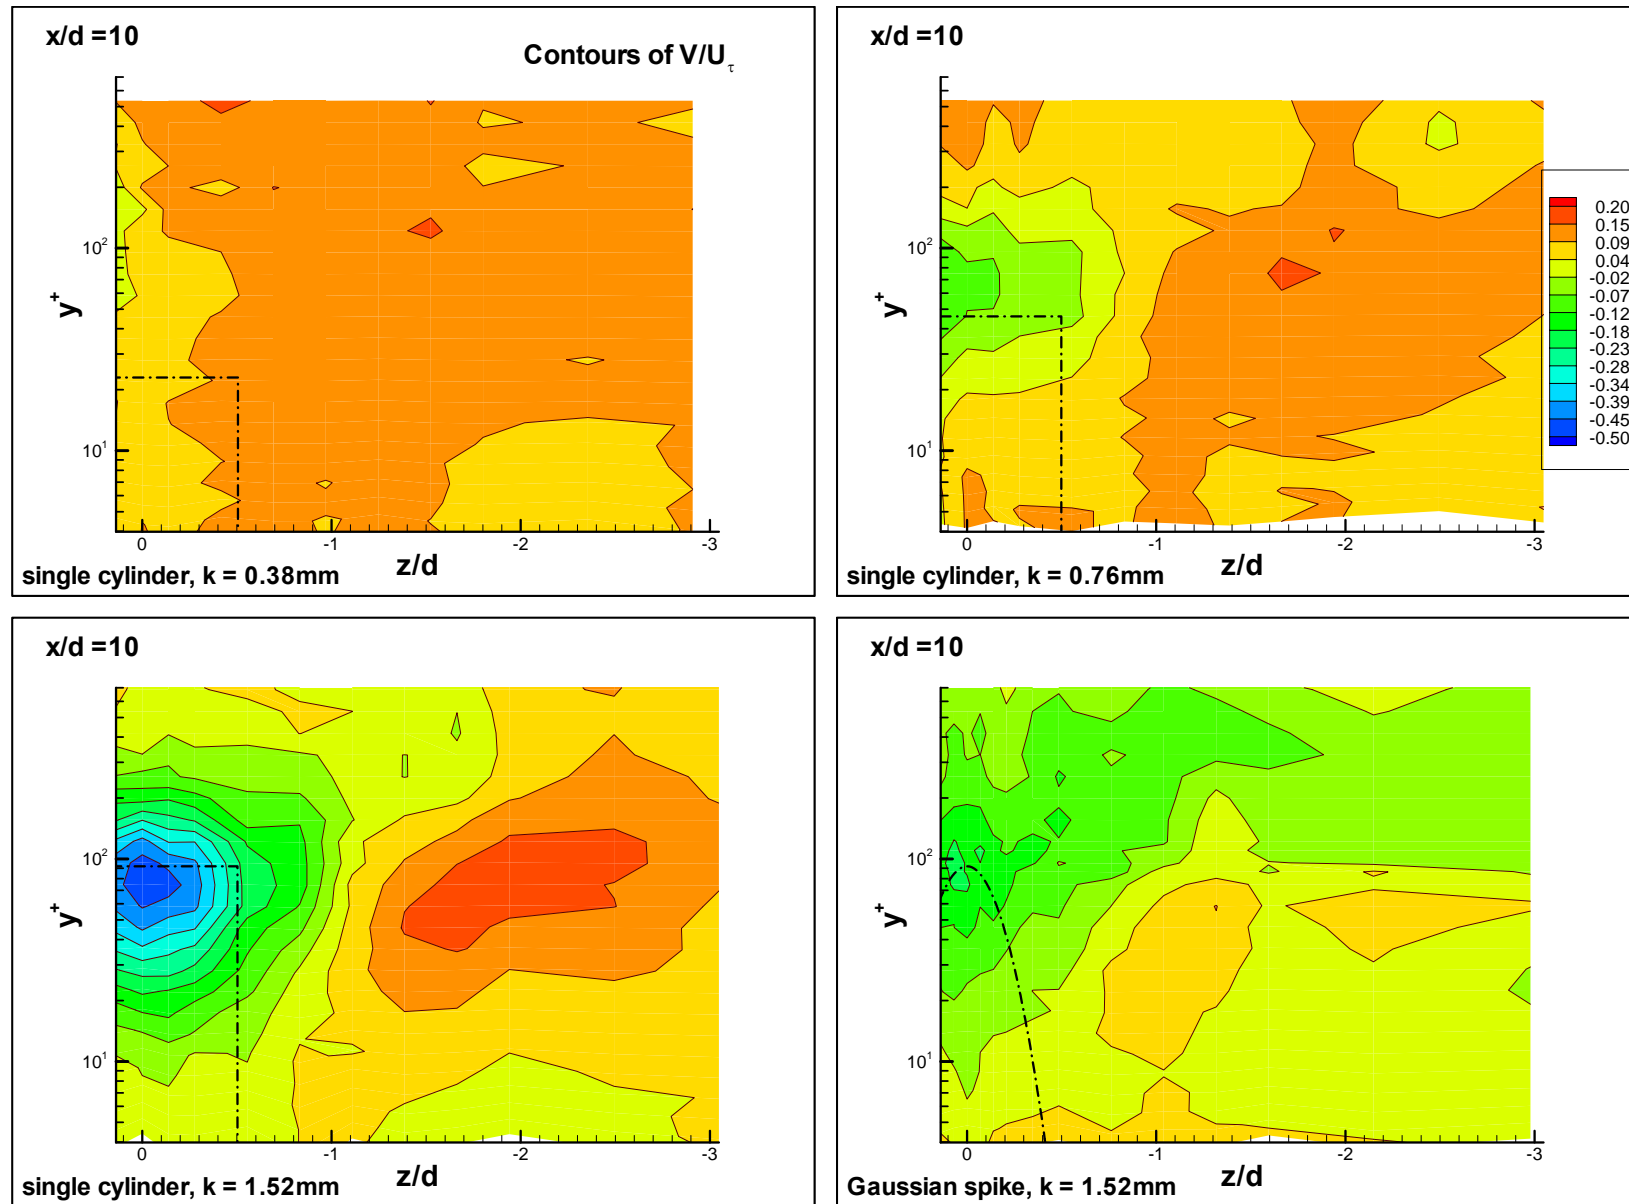 x/d =10
Contours of V/Uτ
y+
10²
10¹
0 -1 -2 -3
single cylinder, k = 0.38mm z/d
x/d =10
y+
10²
10¹
0 -1 -2 -3
single cylinder, k = 0.76mm z/d
0.20
0.15
0.09
0.04
-0.02
-0.07
-0.12
-0.18
-0.23
-0.28
-0.34
-0.39
-0.45
-0.50
x/d =10
y+
10²
10¹
0 -1 -2 -3
single cylinder, k = 1.52mm z/d
x/d =10
y+
10²
10¹
0 -1 -2 -3
Gaussian spike, k = 1.52mm z/d